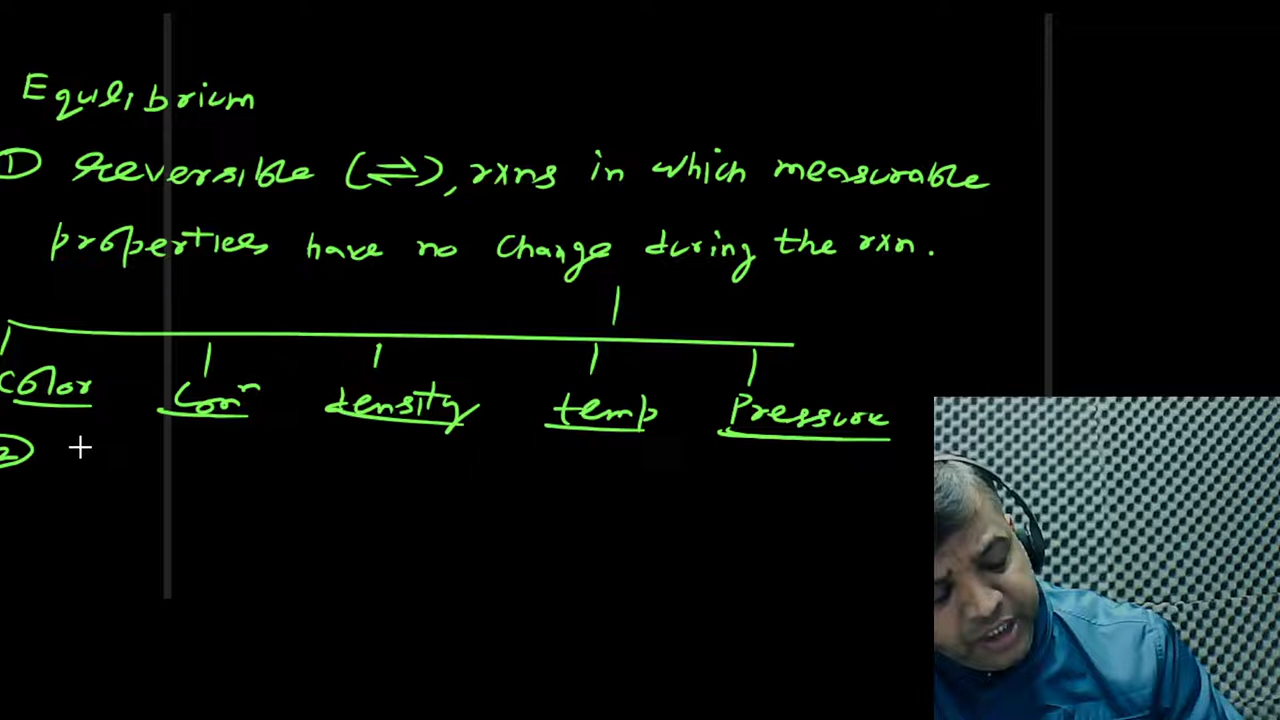 Equilibrium
① Reversible (⇌), rxns in which measurable
properties have no change during the rxn.
Color Conⁿ density temp Pressure
②